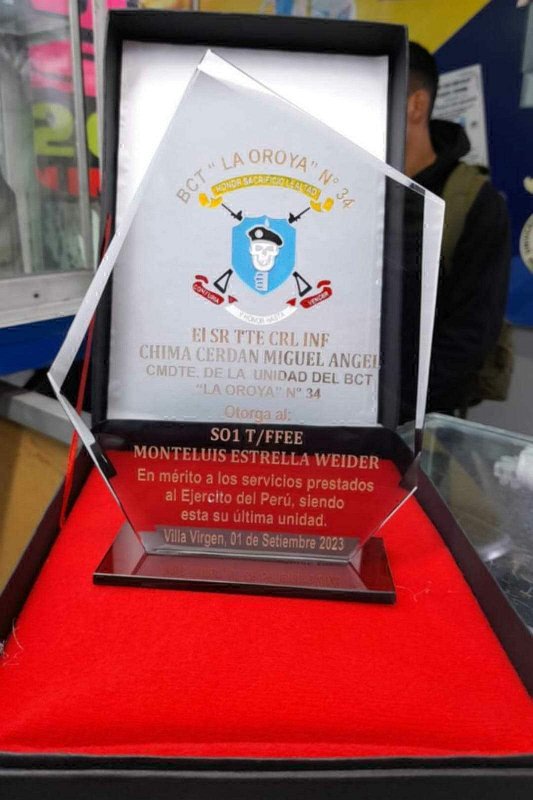 BCT "LA OROYA" N° 34
HONOR SACRIFICIO LEALTAD
CONFURIA
Y HONOR HASTA
VENCER
El SR TTE CRL INF
CHIMA CERDAN MIGUEL ANGEL
CMDTE. DE LA UNIDAD DEL BCT
"LA OROYA" N° 34
Otorga al:
SO1 T/FFEE
MONTELUIS ESTRELLA WEIDER
En mérito a los servicios prestados
al Ejercito del Perú, siendo
esta su última unidad.
Villa Virgen, 01 de Setiembre 2023